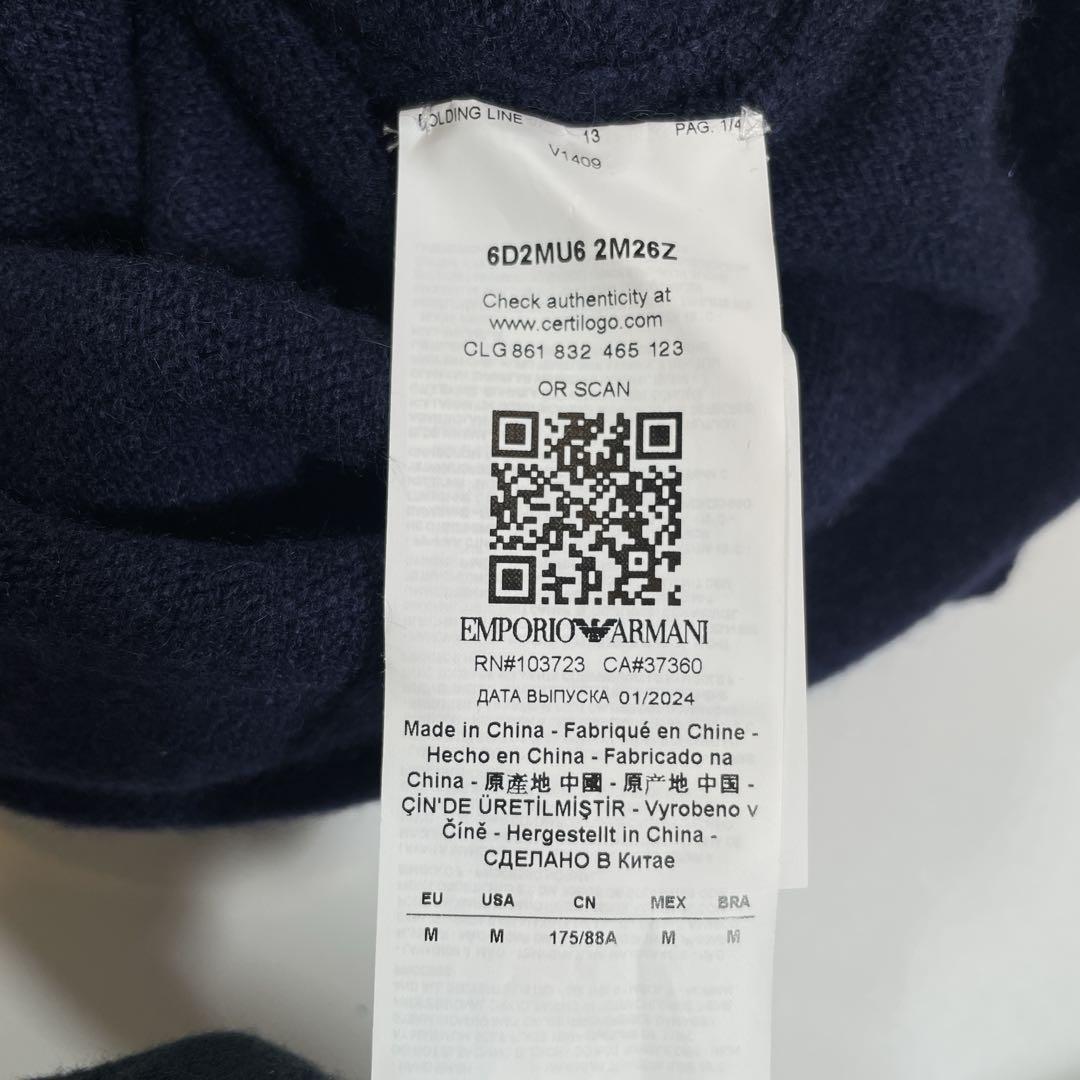 FOLDING LINE 13 PAG. 1/4
V1409
6D2MU6 2M26Z
Check authenticity at
www.certilogo.com
CLG 861 832 465 123
OR SCAN
EMPORIO ARMANI
RN#103723 CA#37360
ДАТА ВЫПУСКА 01/2024
Made in China - Fabriqué en Chine -
Hecho en China - Fabricado na
China - 原產地 中國 - 原产地 中国 -
ÇİN'DE ÜRETİLMİŞTİR - Vyrobeno v
Číně - Hergestellt in China -
СДЕЛАНО В Китае
EU USA CN MEX BRA
M M 175/88A M M